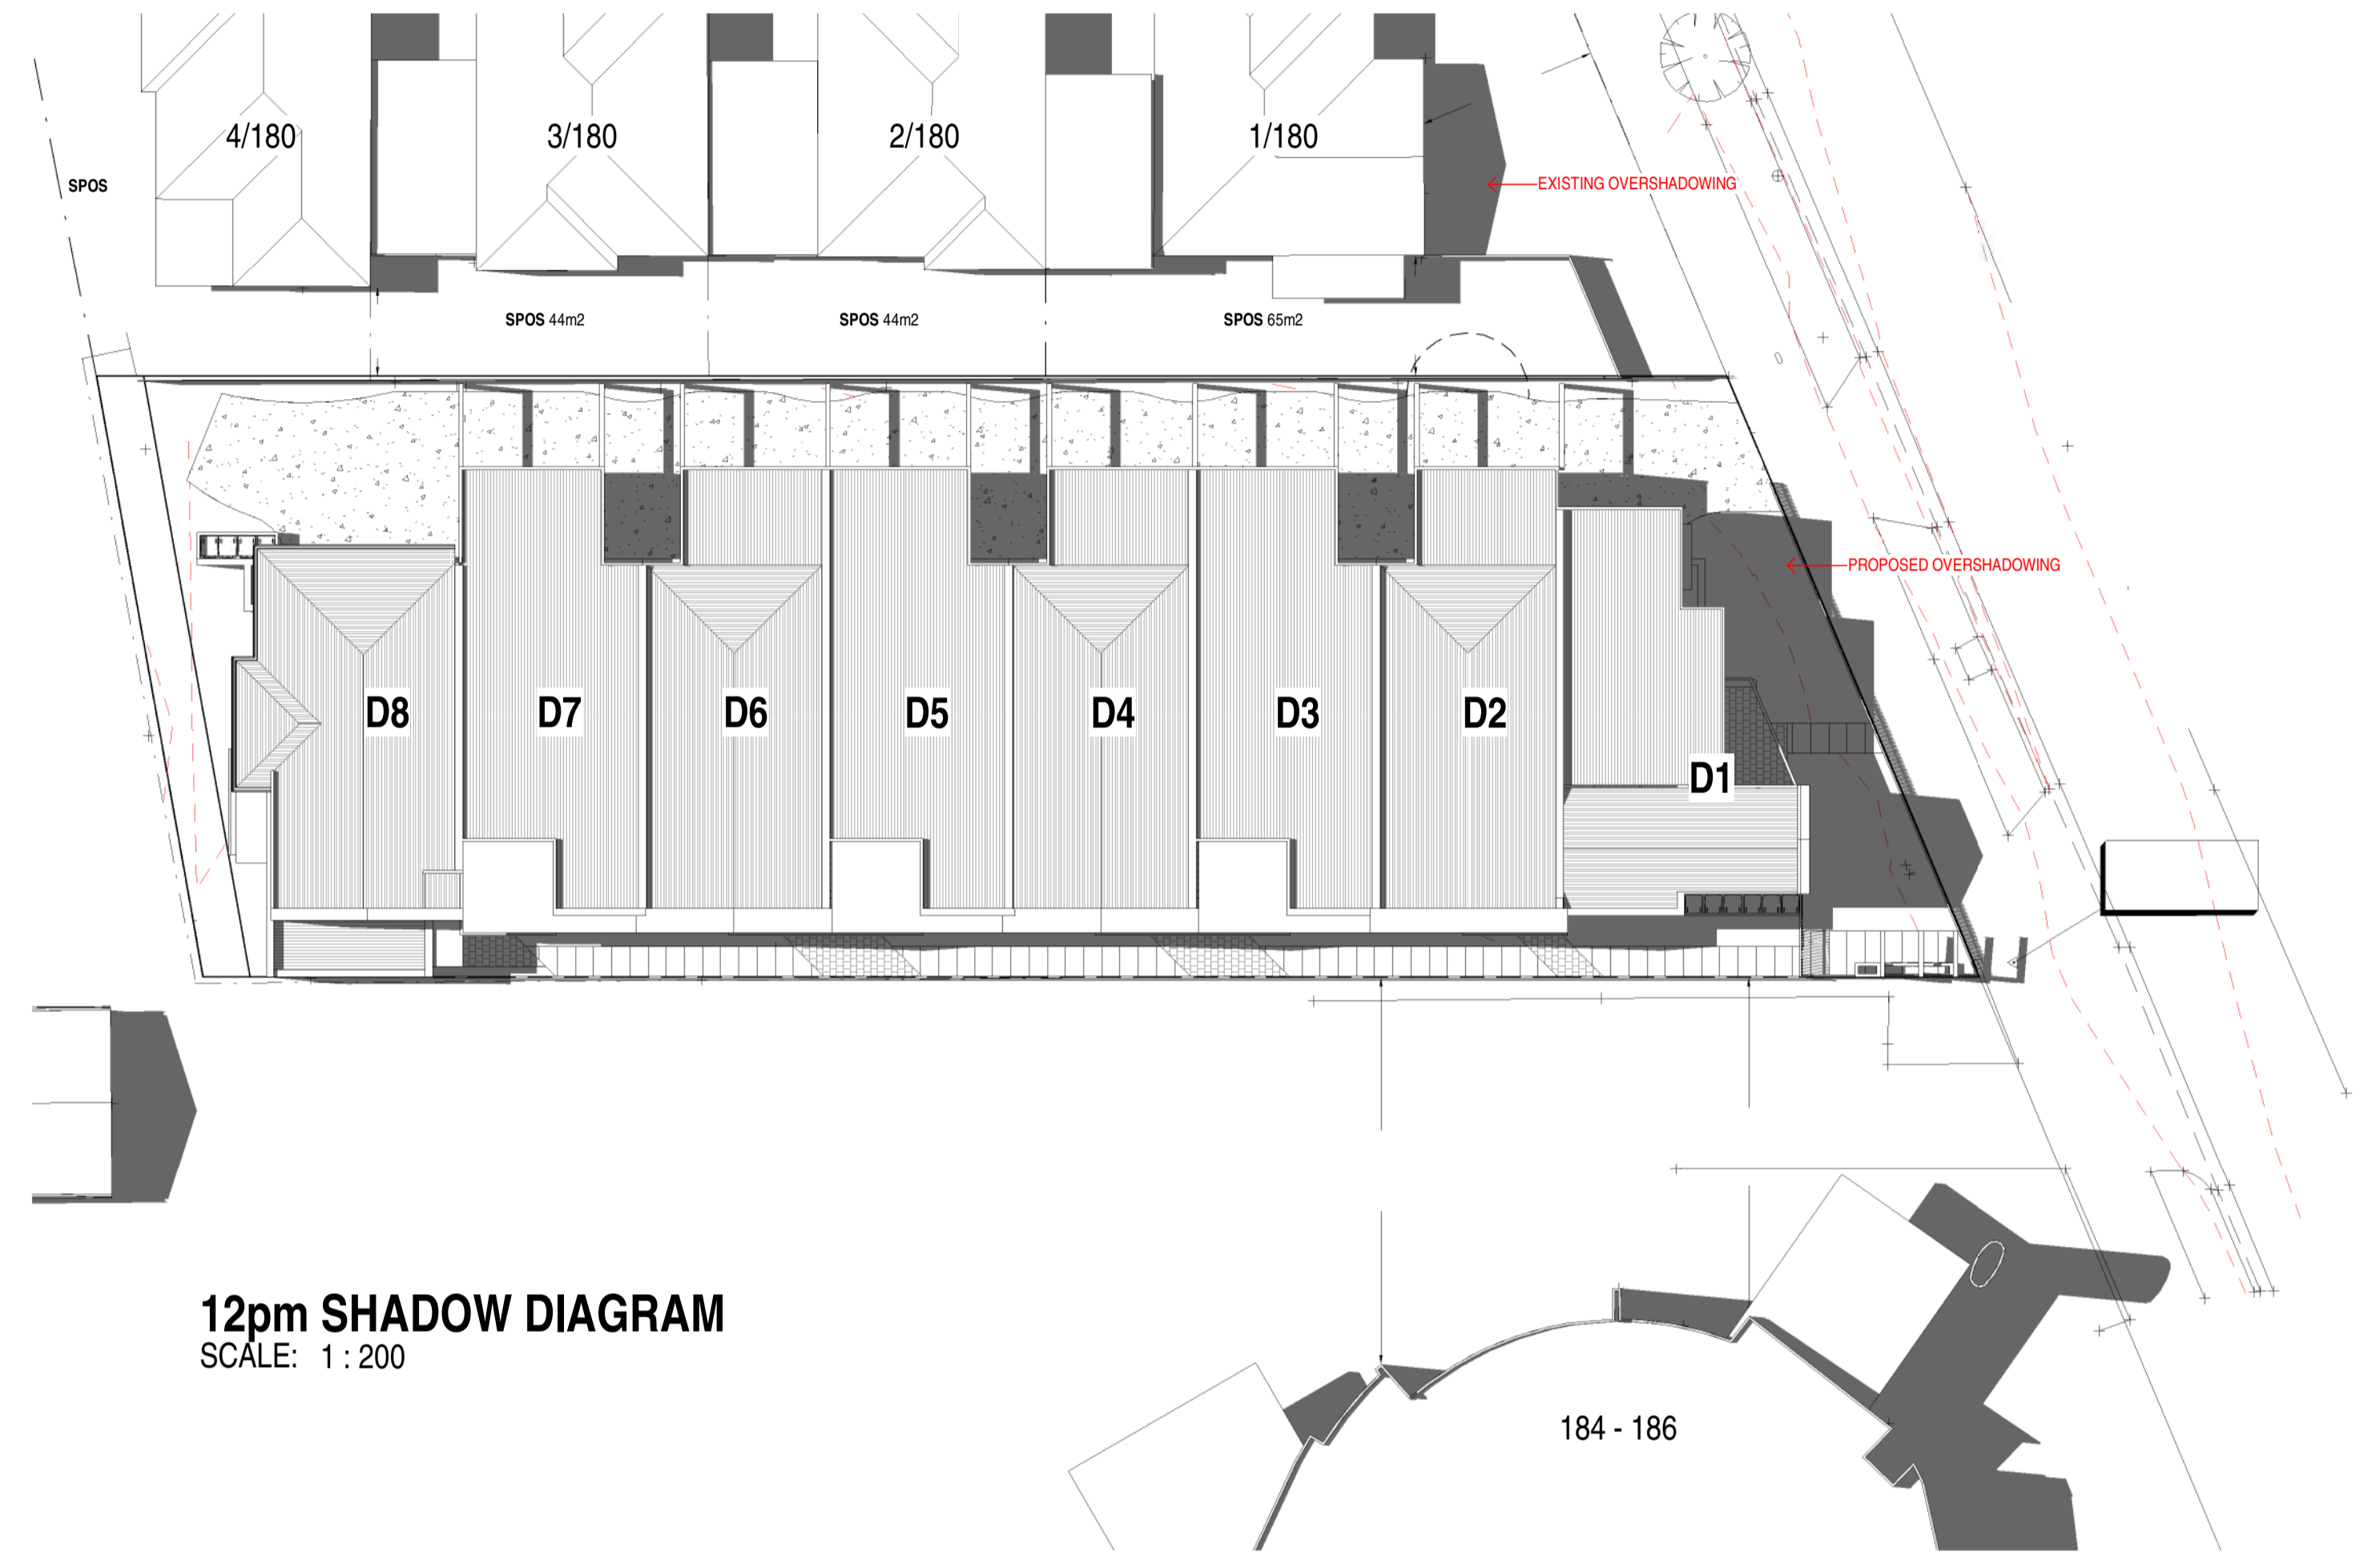 4/180
3/180
2/180
1/180
SPOS
EXISTING OVERSHADOWING
SPOS 44m2
SPOS 44m2
SPOS 65m2
PROPOSED OVERSHADOWING
D8
D7
D6
D5
D4
D3
D2
D1
12pm SHADOW DIAGRAM
SCALE: 1 : 200
184 - 186